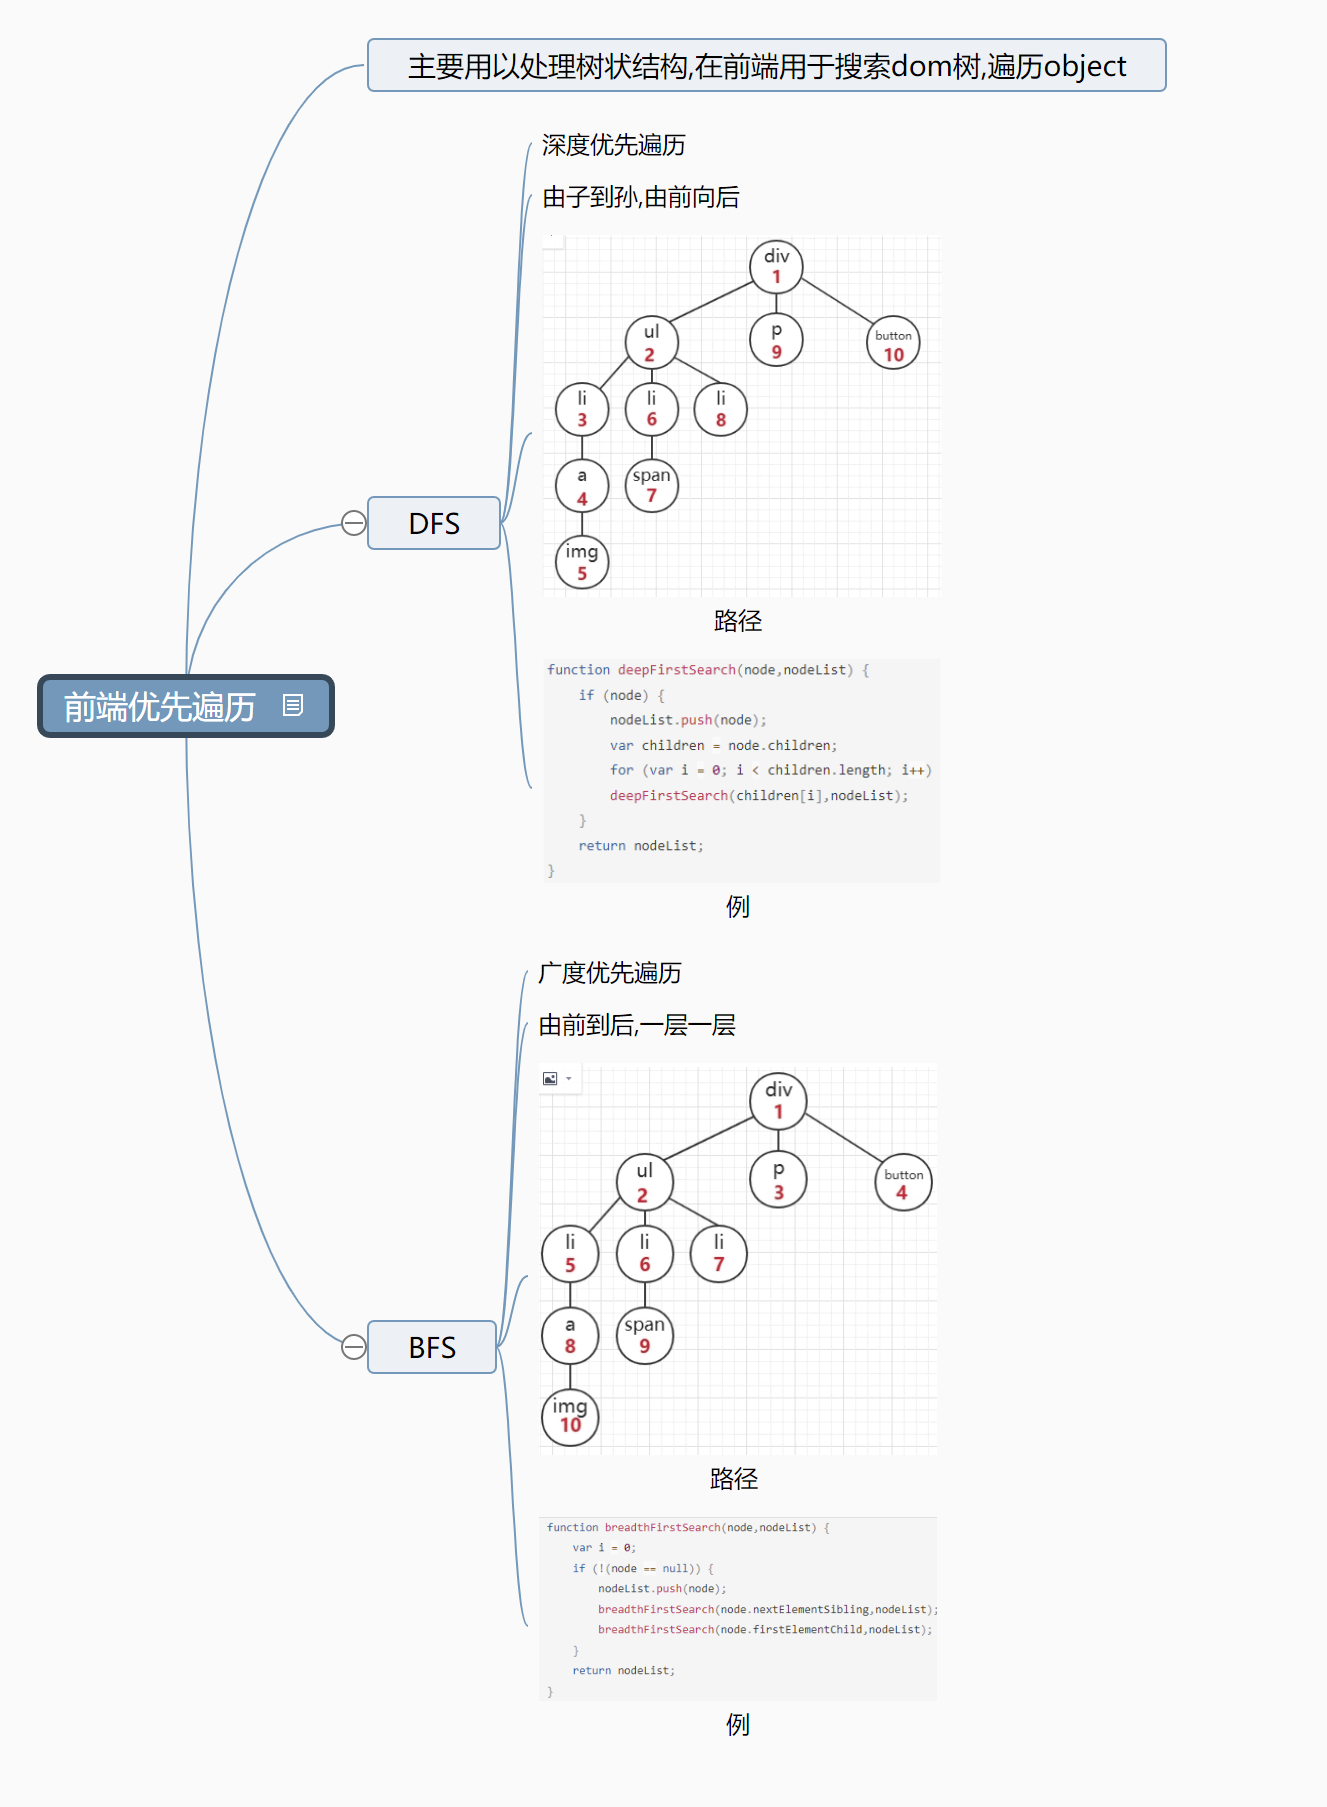 主要用以处理树状结构,在前端用于搜索dom树,遍历object
深度优先遍历
由子到孙,由前向后
div
1
ul
2
p
9
button
10
li
3
li
6
li
8
a
4
span
7
img
5
DFS
路径
function deepFirstSearch(node,nodeList) {
if (node) {
nodeList.push(node);
var children = node.children;
for (var i = 0; i < children.length; i++)
deepFirstSearch(children[i],nodeList);
}
return nodeList;
}
例
前端优先遍历
广度优先遍历
由前到后,一层一层
div
1
ul
2
p
3
button
4
li
5
li
6
li
7
a
8
span
9
img
10
BFS
路径
function breadthFirstSearch(node,nodeList) {
var i = 0;
if (!(node == null)) {
nodeList.push(node);
breadthFirstSearch(node.nextElementSibling,nodeList);
breadthFirstSearch(node.firstElementChild,nodeList);
}
return nodeList;
}
例